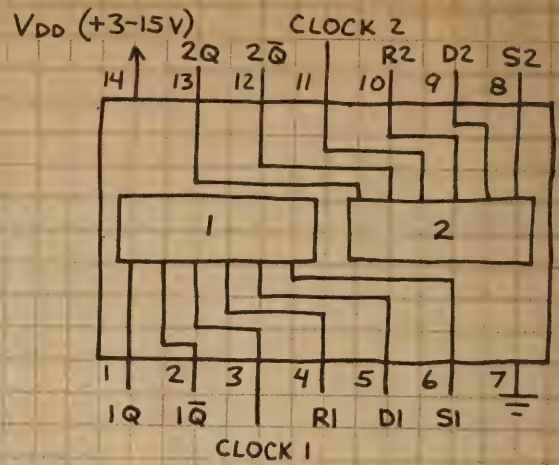 VDD (+3-15V) CLOCK 2
2Q 2Q̅ R2 D2 S2
14 13 12 11 10 9 8
1 2
1 2 3 4 5 6 7
1Q 1Q̅ R1 D1 S1
CLOCK 1